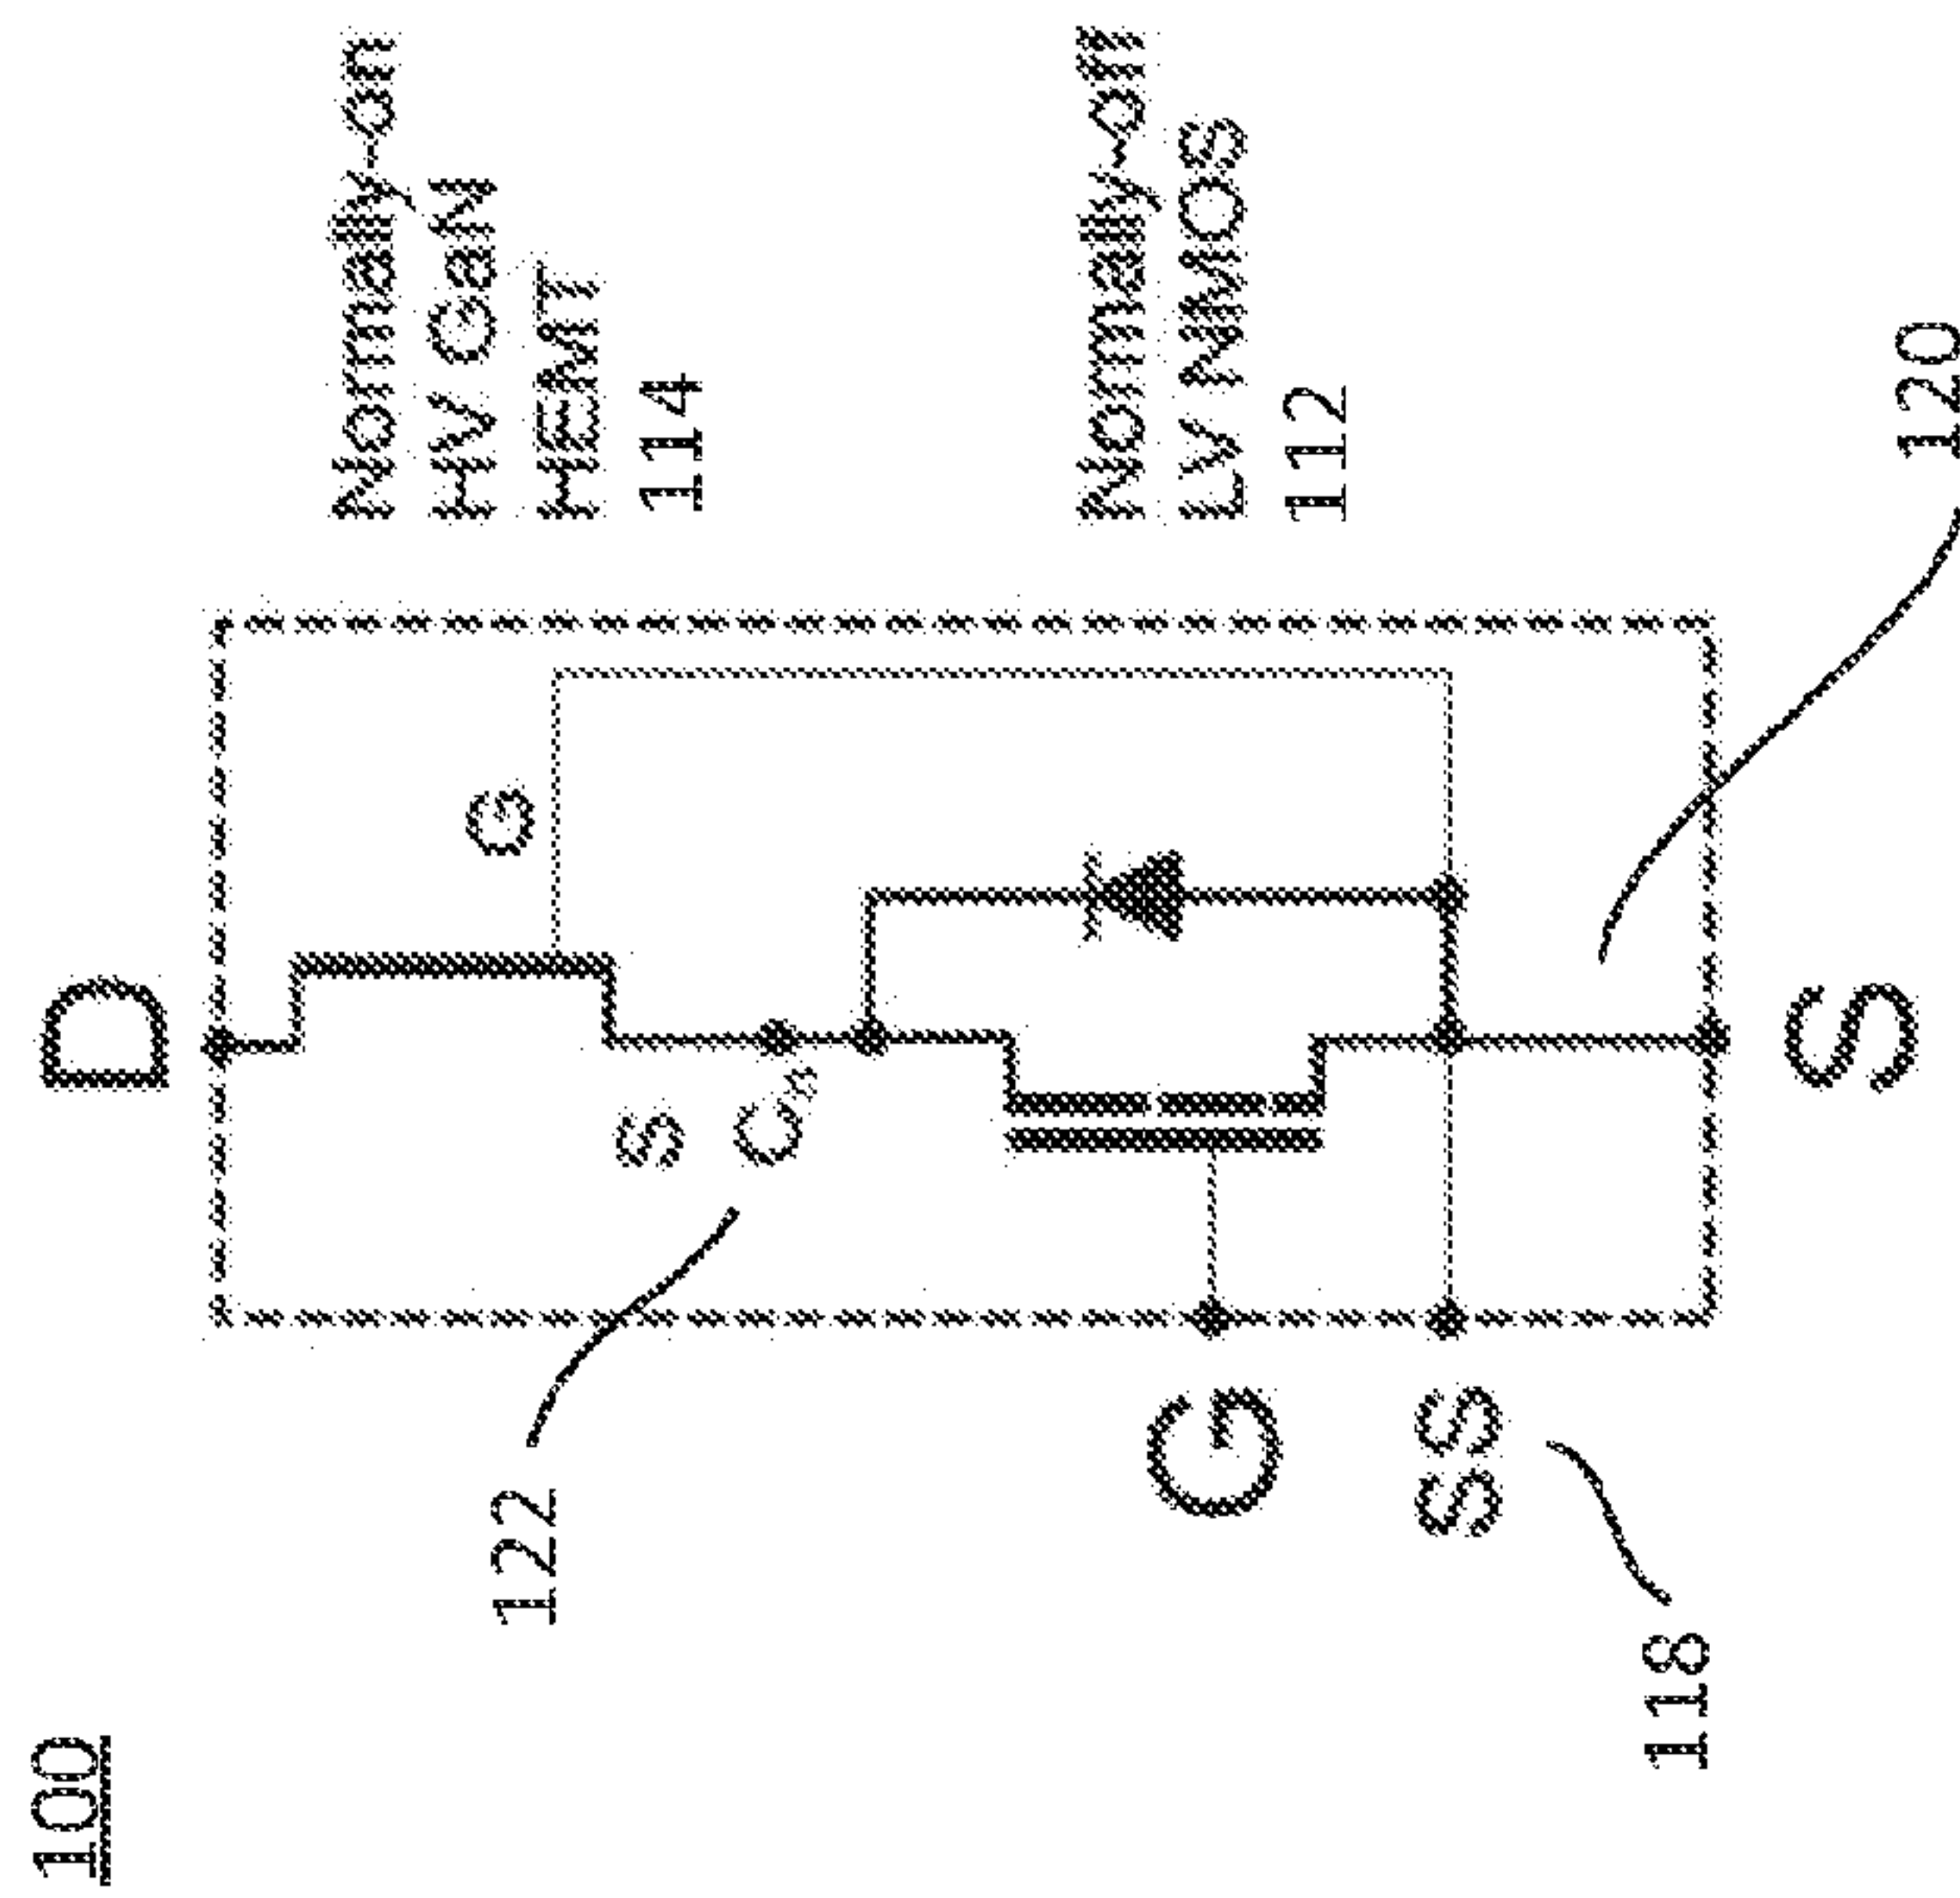 100
D
Normally-on
HV GaN
HEMT
114
G
122
S
Normally-off
LV NMOS
112
G
SS
118
S
120